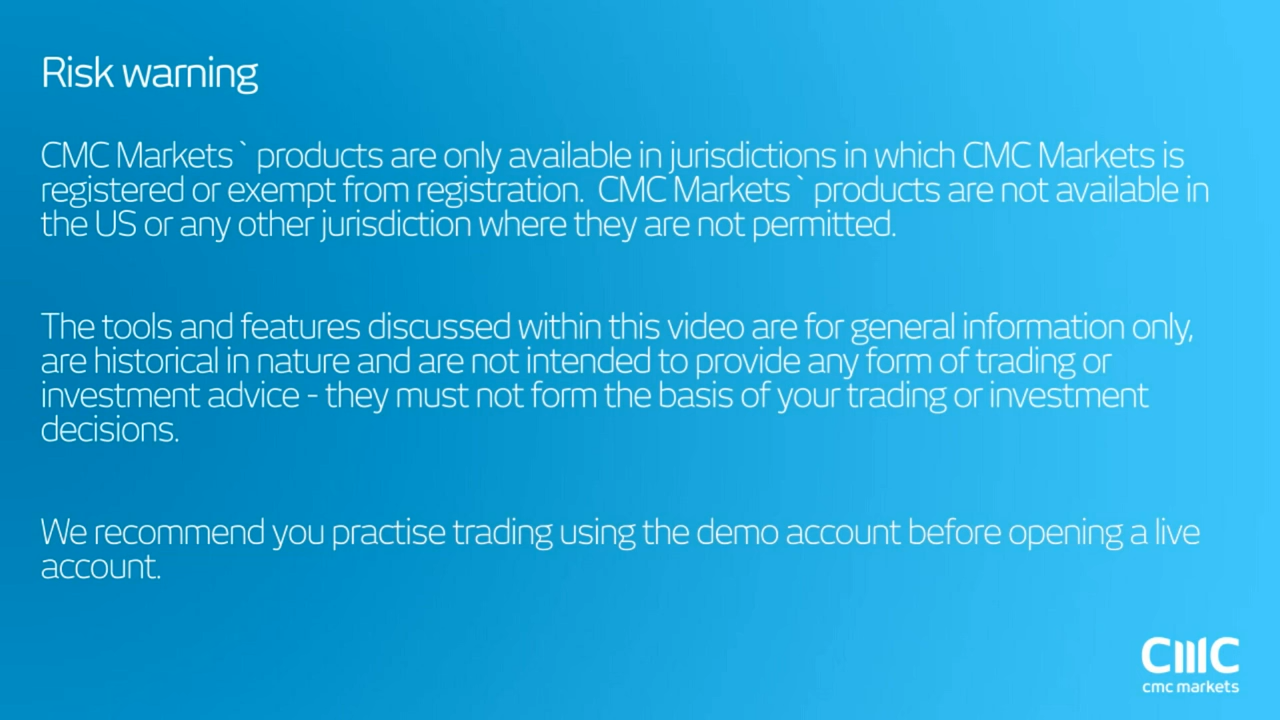 Risk warning
CMC Markets` products are only available in jurisdictions in which CMC Markets is
registered or exempt from registration.  CMC Markets` products are not available in
the US or any other jurisdiction where they are not permitted.
The tools and features discussed within this video are for general information only,
are historical in nature and are not intended to provide any form of trading or
investment advice - they must not form the basis of your trading or investment
decisions.
We recommend you practise trading using the demo account before opening a live
account.
CMC
cmc markets